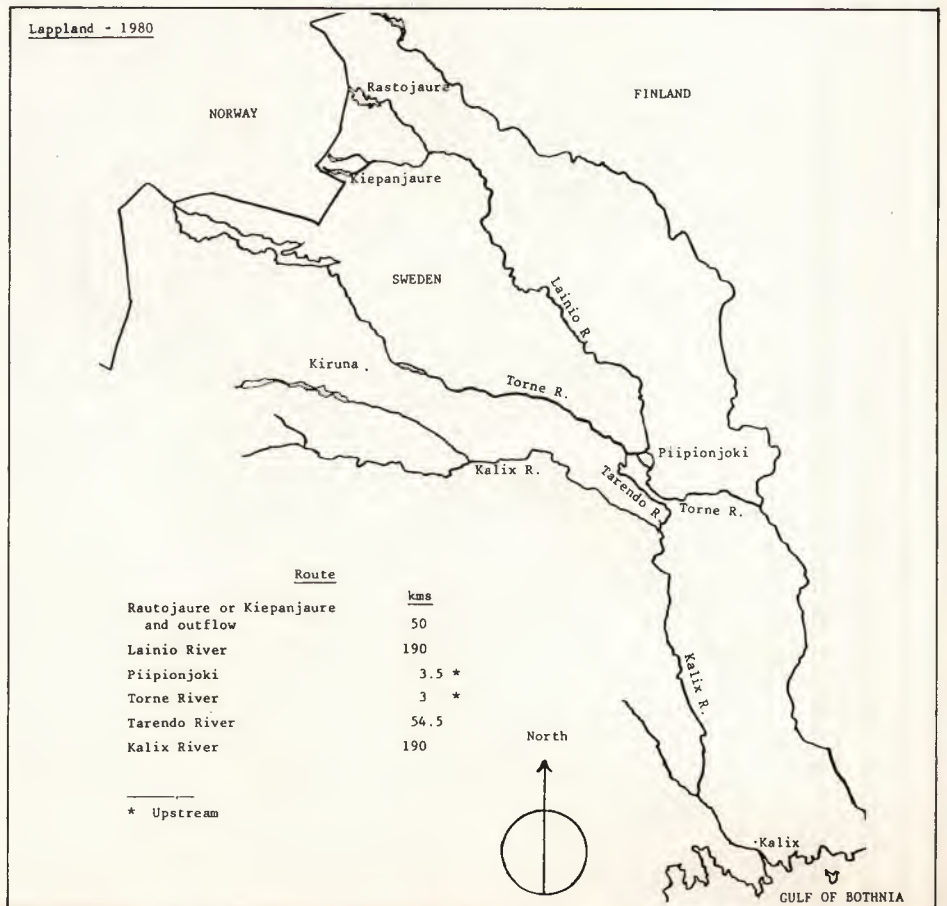 Lappland - 1980
Rastojaure
FINLAND
NORWAY
Kiepanjaure
SWEDEN
Lainio R.
Kiruna .
Torne R.
Piipionjoki
Kalix R.
Tarendo R.
Torne R.
Route
kms
Rautojaure or Kiepanjaure
and outflow 50
Lainio River 190
Piipionjoki 3.5 *
Torne River 3 *
Tarendo River 54.5
Kalix River 190
* Upstream
Kalix R.
North
Kalix
GULF OF BOTHNIA